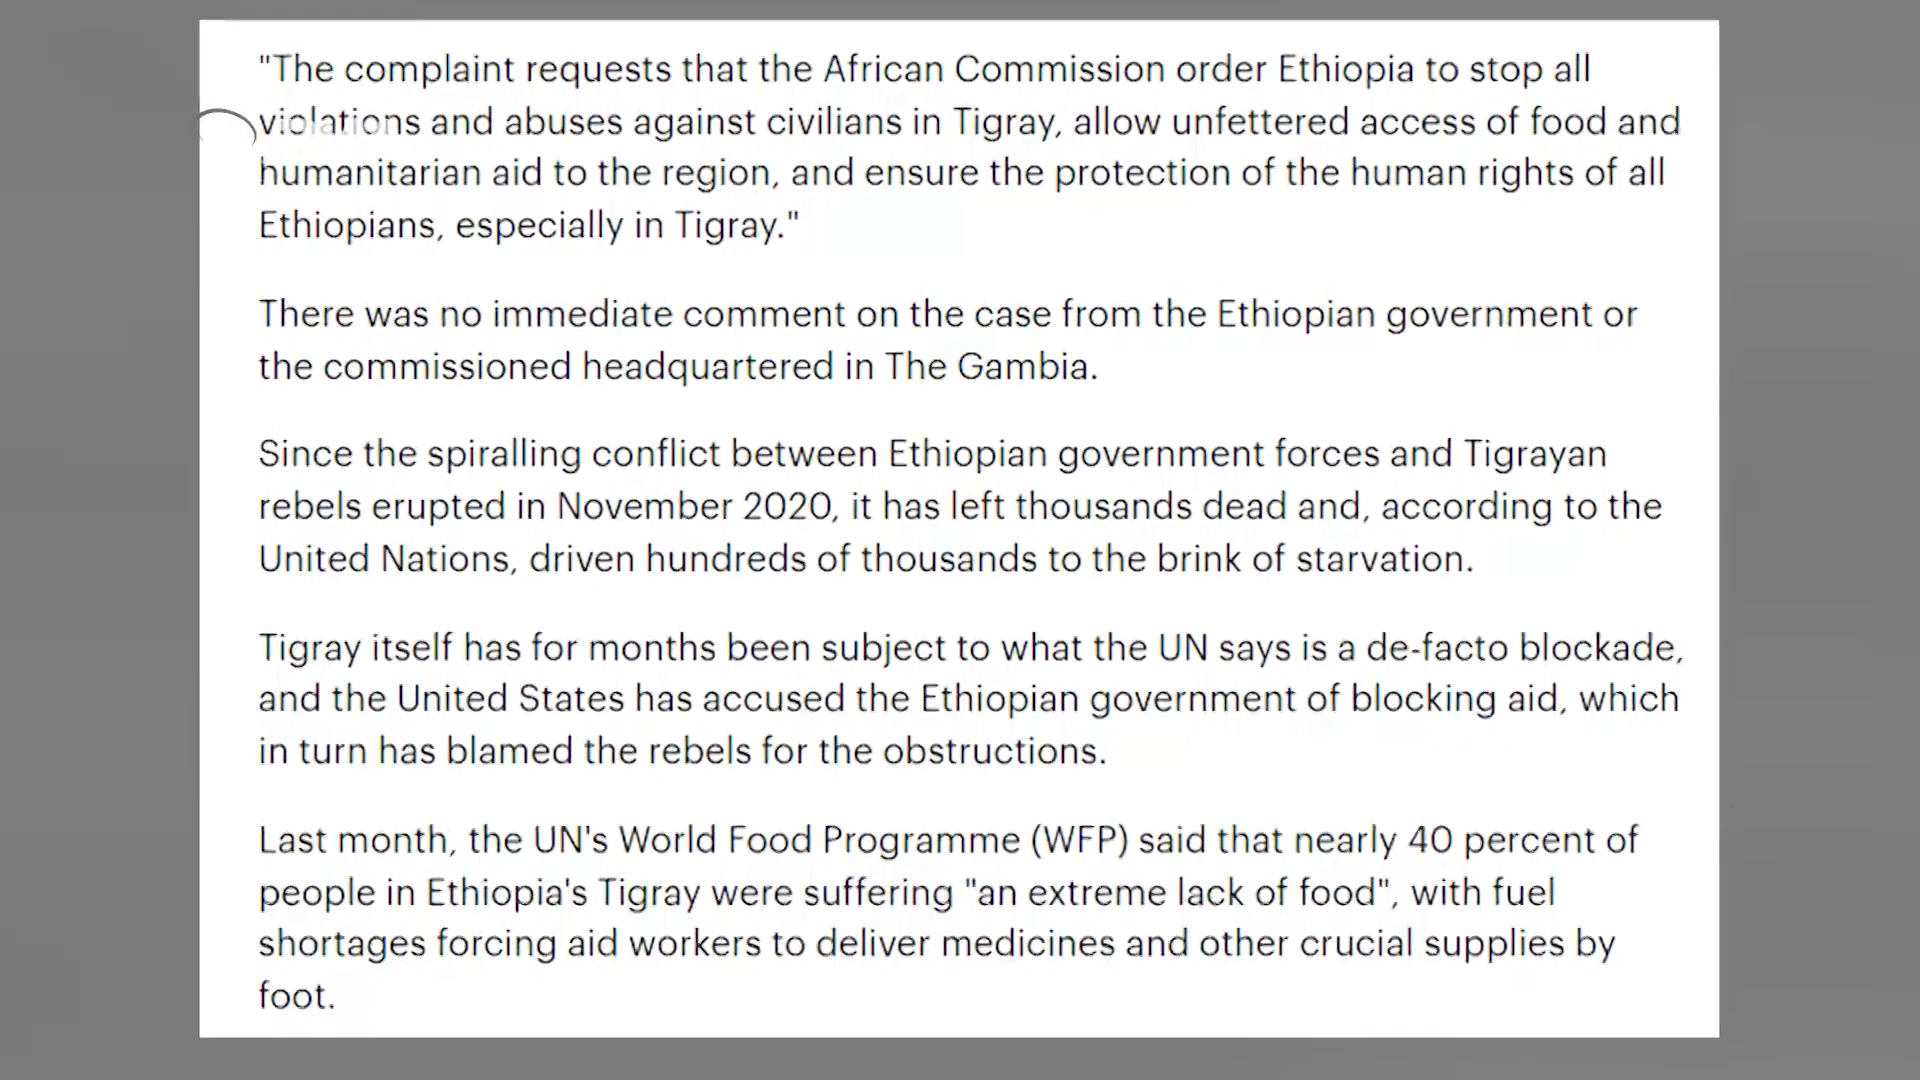 "The complaint requests that the African Commission order Ethiopia to stop all
violations and abuses against civilians in Tigray, allow unfettered access of food and
humanitarian aid to the region, and ensure the protection of the human rights of all
Ethiopians, especially in Tigray."
There was no immediate comment on the case from the Ethiopian government or
the commissioned headquartered in The Gambia.
Since the spiralling conflict between Ethiopian government forces and Tigrayan
rebels erupted in November 2020, it has left thousands dead and, according to the
United Nations, driven hundreds of thousands to the brink of starvation.
Tigray itself has for months been subject to what the UN says is a de-facto blockade,
and the United States has accused the Ethiopian government of blocking aid, which
in turn has blamed the rebels for the obstructions.
Last month, the UN's World Food Programme (WFP) said that nearly 40 percent of
people in Ethiopia's Tigray were suffering "an extreme lack of food", with fuel
shortages forcing aid workers to deliver medicines and other crucial supplies by
foot.